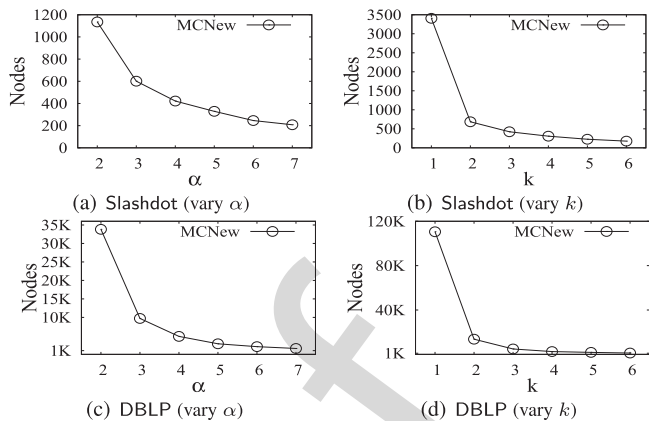 1200
1000
800
600
400
200
0
Nodes
MCNew
2 3 4 5 6 7
α
(a) Slashdot (vary α)
3500
3000
2500
2000
1500
1000
500
0
Nodes
MCNew
1 2 3 4 5 6
k
(b) Slashdot (vary k)
35K
30K
25K
20K
15K
10K
1K
Nodes
MCNew
2 3 4 5 6 7
α
(c) DBLP (vary α)
120K
80K
40K
1K
Nodes
MCNew
1 2 3 4 5 6
k
(d) DBLP (vary k)
f